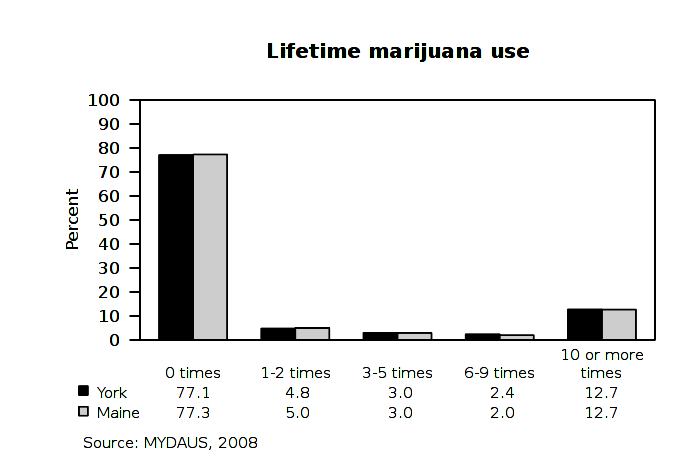 Lifetime marijuana use
100
90
80
70
60
50
40
30
20
10
0
Percent
10 or more
0 times 1-2 times 3-5 times 6-9 times times
York 77.1 4.8 3.0 2.4 12.7
Maine 77.3 5.0 3.0 2.0 12.7
Source: MYDAUS, 2008